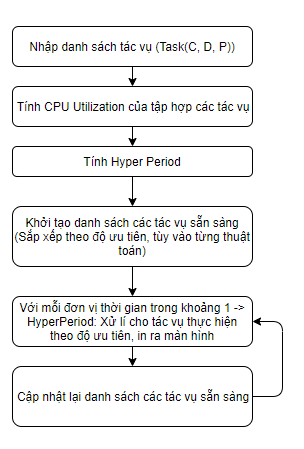 Nhập danh sách tác vụ (Task(C, D, P))
Tính CPU Utilization của tập hợp các tác vụ
Tính Hyper Period
Khởi tạo danh sách các tác vụ sẵn sàng
(Sắp xếp theo độ ưu tiên, tùy vào từng thuật
toán)
Với mỗi đơn vị thời gian trong khoảng 1 ->
HyperPeriod: Xử lí cho tác vụ thực hiện
theo độ ưu tiên, in ra màn hình
Cập nhật lại danh sách các tác vụ sẵn sàng